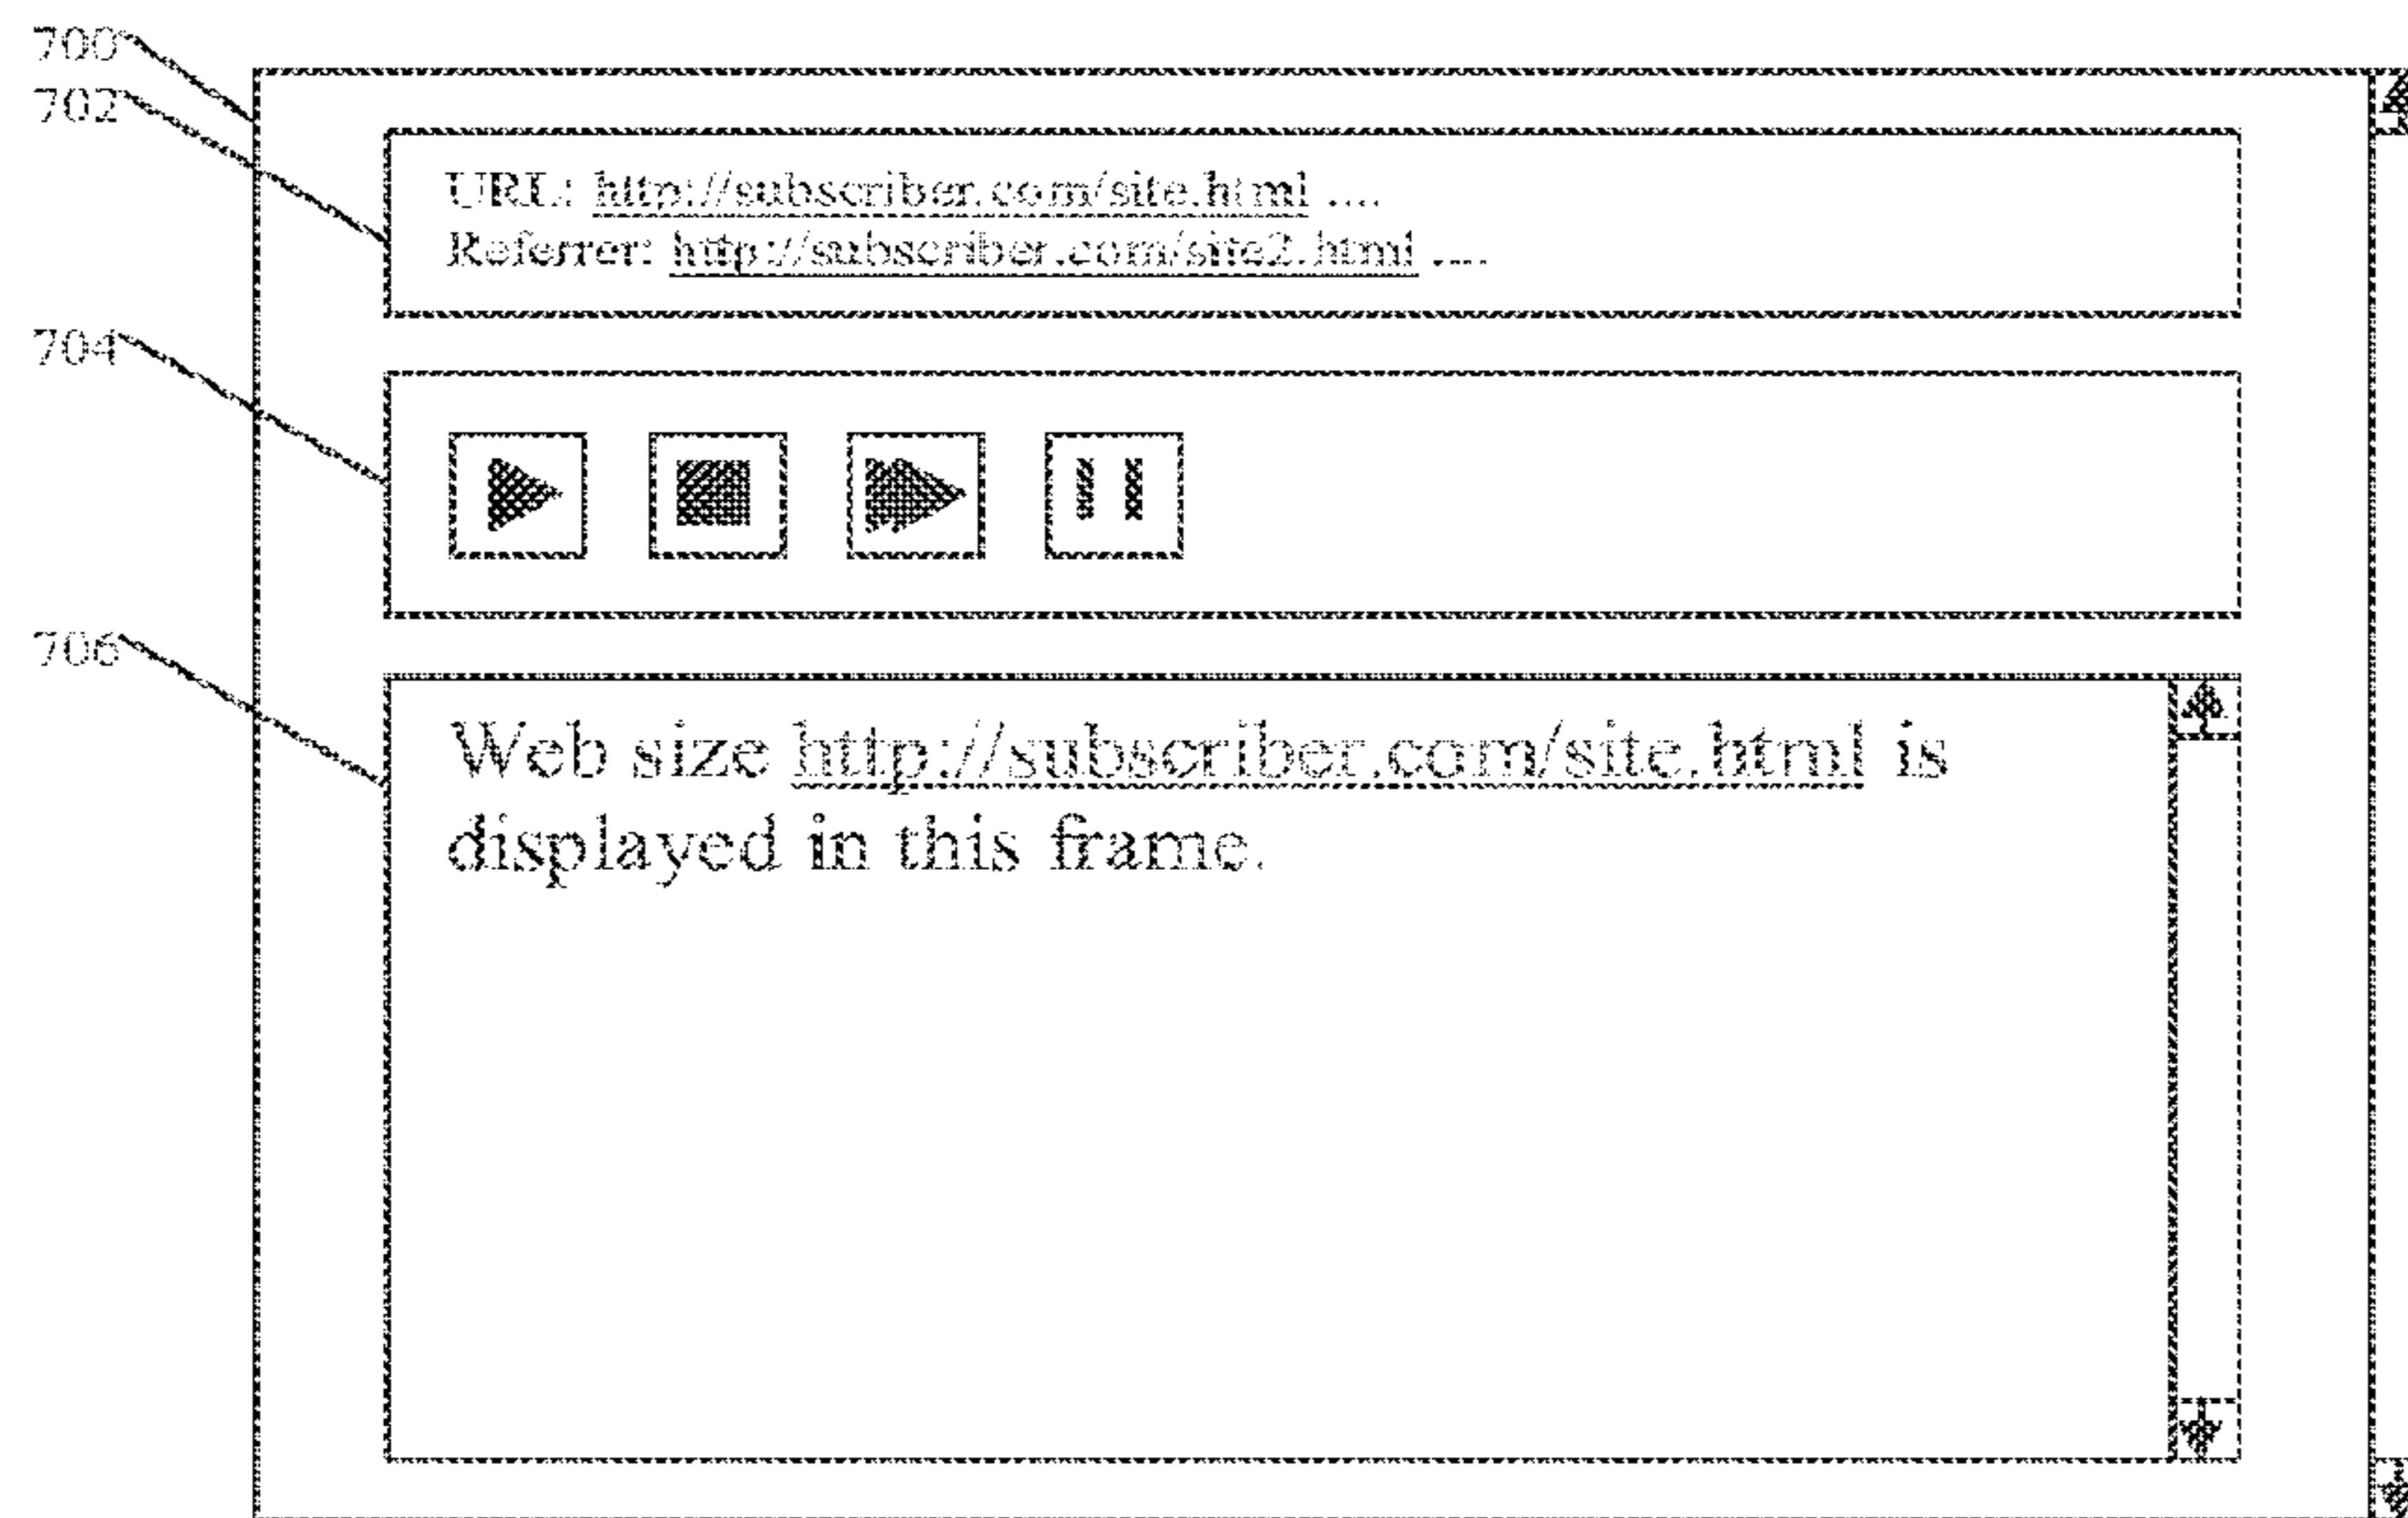 700
702
URL: http://subscriber.com/site.html ....
Referrer: http://subscriber.com/site2.html ....
704
706
Web size http://subscriber.com/site.html is
displayed in this frame.